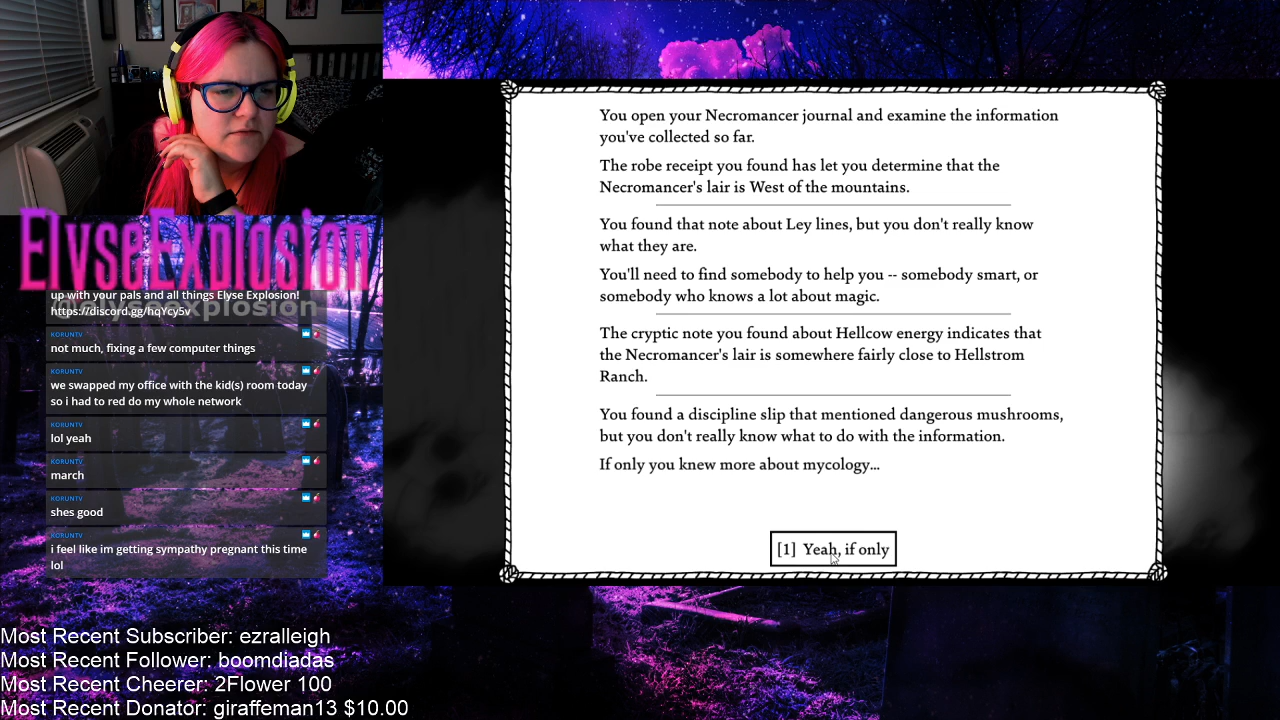 ElyseExplosion
@elyseexplosion
up with your pals and all things Elyse Explosion!
https://discord.gg/hqYcy5v
KORUNTV
not much, fixing a few computer things
KORUNTV
we swapped my office with the kid(s) room today
so i had to red do my whole network
KORUNTV
lol yeah
KORUNTV
march
KORUNTV
shes good
KORUNTV
i feel like im getting sympathy pregnant this time
lol
Most Recent Subscriber: ezralleigh
Most Recent Follower: boomdiadas
Most Recent Cheerer: 2Flower 100
Most Recent Donator: giraffeman13 $10.00
You open your Necromancer journal and examine the information
you've collected so far.
The robe receipt you found has let you determine that the
Necromancer's lair is West of the mountains.
You found that note about Ley lines, but you don't really know
what they are.
You'll need to find somebody to help you -- somebody smart, or
somebody who knows a lot about magic.
The cryptic note you found about Hellcow energy indicates that
the Necromancer's lair is somewhere fairly close to Hellstrom
Ranch.
You found a discipline slip that mentioned dangerous mushrooms,
but you don't really know what to do with the information.
If only you knew more about mycology...
[1] Yeah, if only